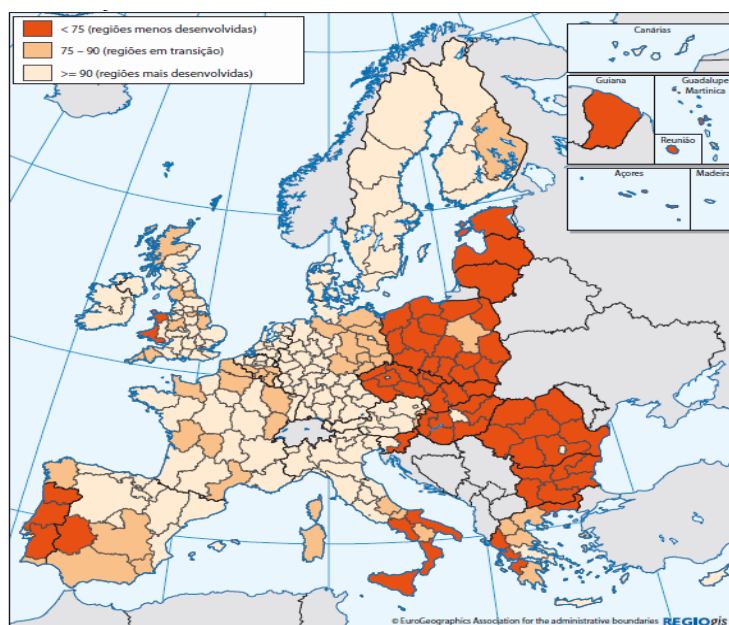 < 75 (regiões menos desenvolvidas)
75 – 90 (regiões em transição)
>= 90 (regiões mais desenvolvidas)
Canárias
Guiana
Guadalupe
Martinica
Reunião
Açores
Madeira
© EuroGeographics Association for the administrative boundaries
REGIOgis